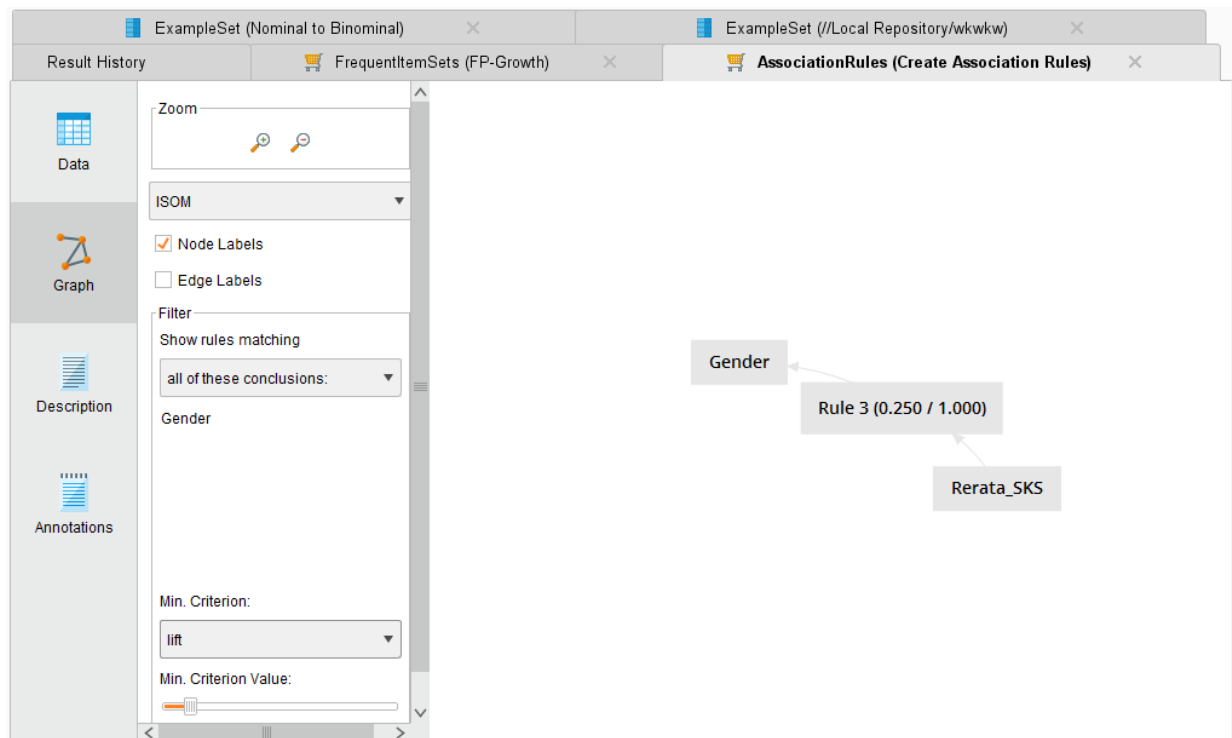 ExampleSet (Nominal to Binominal)
ExampleSet (//Local Repository/wkwkw)
Result History
FrequentItemSets (FP-Growth)
AssociationRules (Create Association Rules)
Data
Graph
Description
Annotations
Zoom
ISOM
Node Labels
Edge Labels
Filter
Show rules matching
all of these conclusions:
Gender
Min. Criterion:
lift
Min. Criterion Value:
Gender
Rule 3 (0.250 / 1.000)
Rerata_SKS